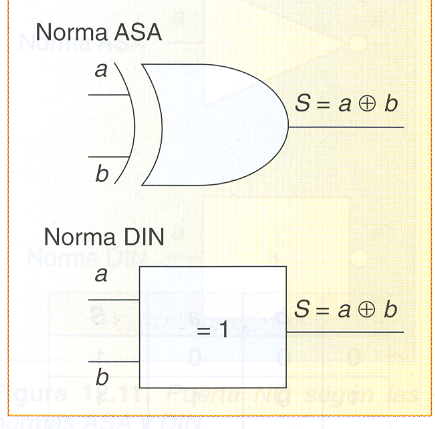 Norma ASA
a
S = a ⊕ b
b
Norma DIN
a
S = a ⊕ b
= 1
b